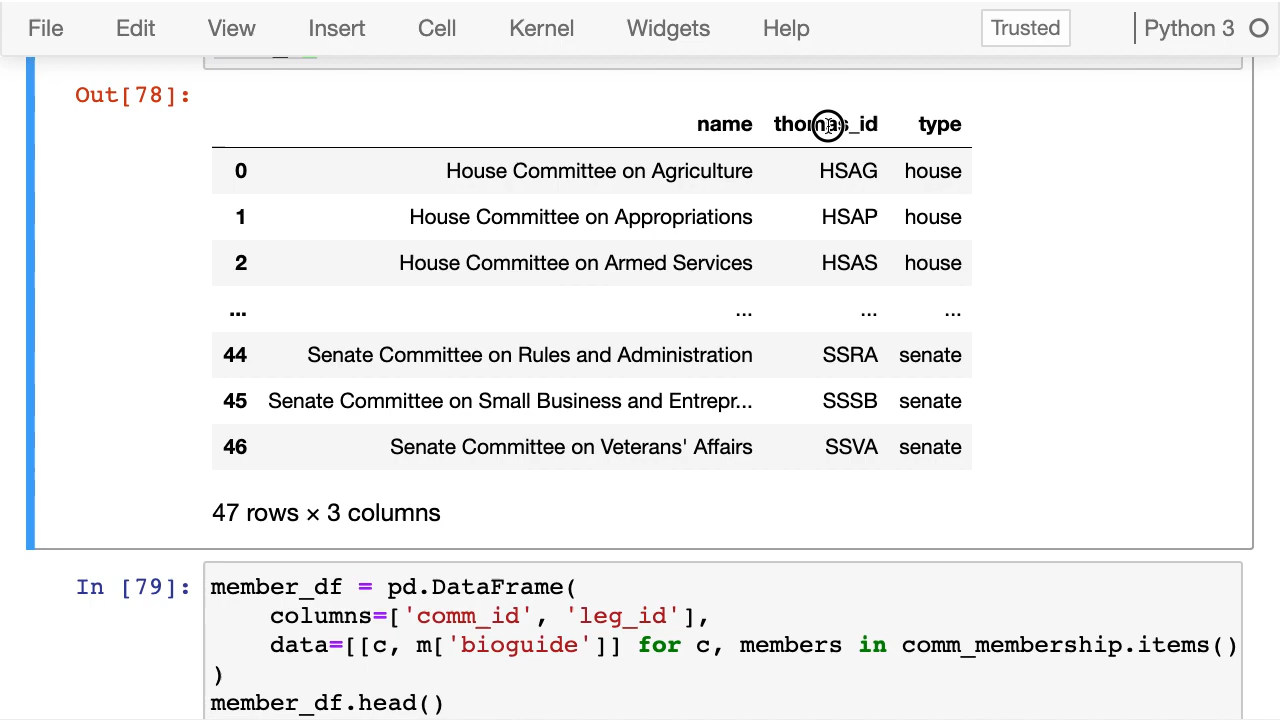 File Edit View Insert Cell Kernel Widgets Help Trusted Python 3
Out[78]:
name thomas_id type
0 House Committee on Agriculture HSAG house
1 House Committee on Appropriations HSAP house
2 House Committee on Armed Services HSAS house
... ... ... ...
44 Senate Committee on Rules and Administration SSRA senate
45 Senate Committee on Small Business and Entrepr... SSSB senate
46 Senate Committee on Veterans' Affairs SSVA senate
47 rows × 3 columns
In [79]: member_df = pd.DataFrame(
columns=['comm_id', 'leg_id'],
data=[[c, m['bioguide']] for c, members in comm_membership.items()
)
member_df.head()